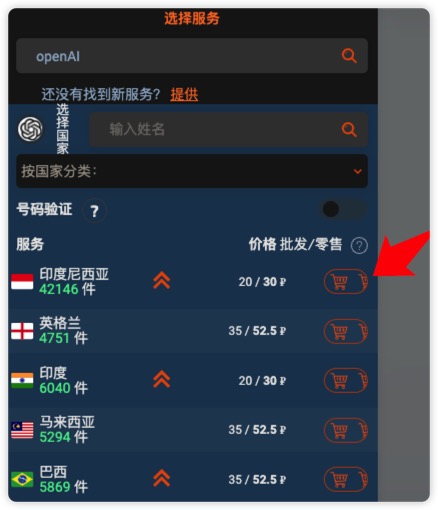 选择服务
openAI
还没有找到新服务? 提供
选择国家
输入姓名
按国家分类:
号码验证 ?
服务 价格 批发/零售 ?
印度尼西亚
42146 件
20 / 30 ₽
英格兰
4751 件
35 / 52.5 ₽
印度
6040 件
20 / 30 ₽
马来西亚
5294 件
35 / 52.5 ₽
巴西
5869 件
35 / 52.5 ₽